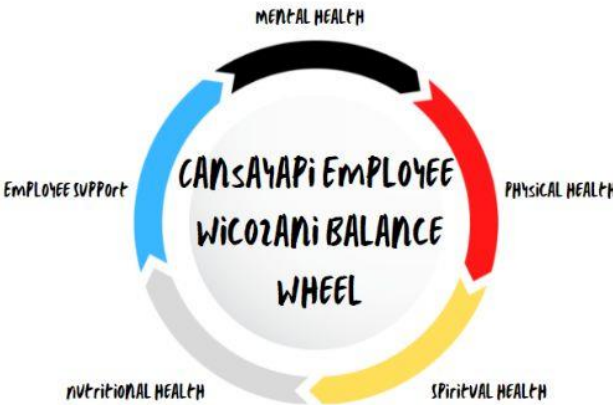 MENTAL HEALTH
EMPLOYEE SUPPORT
CANSAYAPI EMPLOYEE
WICOZANI BALANCE
WHEEL
PHYSICAL HEALTH
NUTRITIONAL HEALTH
SPIRITUAL HEALTH